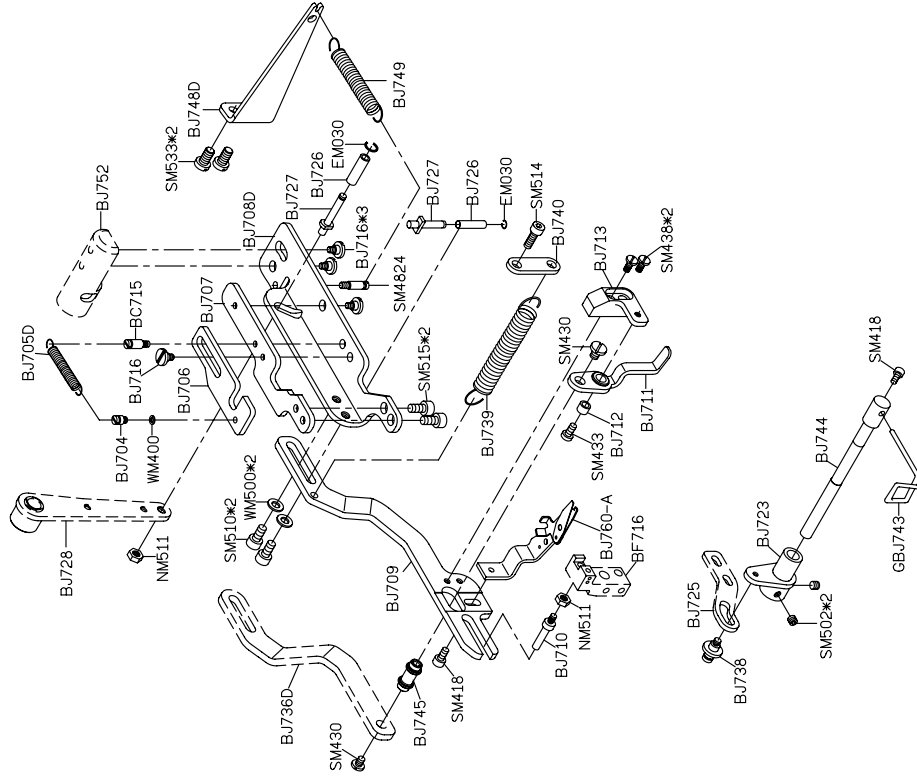 BJ748D
SM533*2
BJ749
BJ752
EM030
BJ726
BJ727
BJ708D
BJ727
BJ726
EM030
BJ716*3
SM4824
SM514
BJ740
BJ707
BC715
BJ705D
BJ716
BJ706
BJ704
WM400
SM515*2
BJ713
SM438*2
SM430
BJ739
BJ711
BJ712
SM433
SM418
BJ728
NM511
SM510*2
WM500*2
BJ709
BJ760-A
BF716
BJ744
GBJ743
BJ723
BJ725
SM502*2
BJ738
NM511
BJ710
SM418
BJ745
BJ736D
SM430